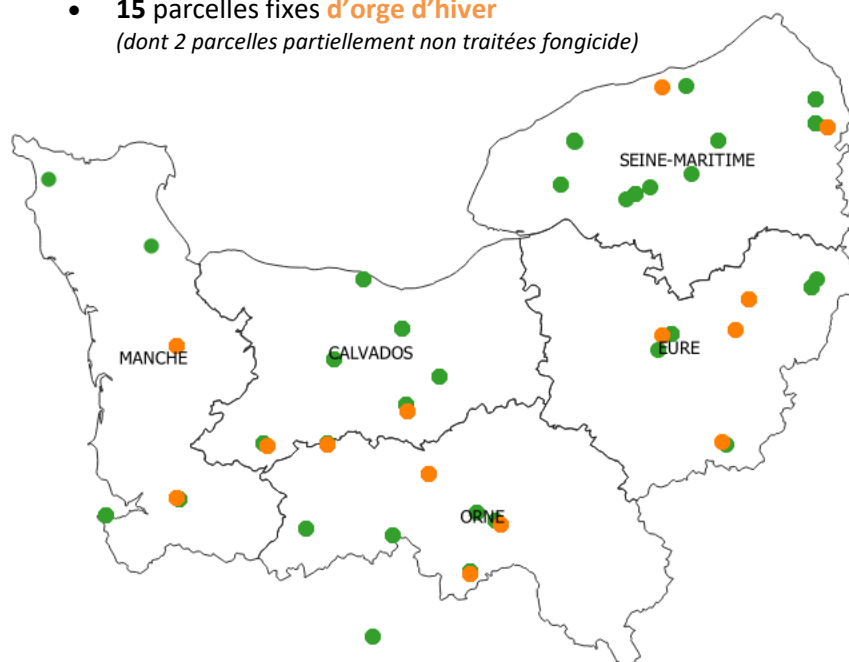 • 15 parcelles fixes d'orge d'hiver
(dont 2 parcelles partiellement non traitées fongicide)
SEINE-MARITIME
MANCHE
CALVADOS
EURE
ORNE